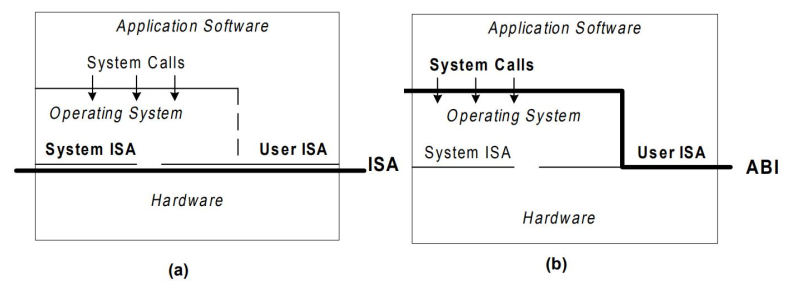 Application Software
System Calls
Operating System
System ISA
User ISA
ISA
Hardware
(a)
Application Software
System Calls
Operating System
System ISA
User ISA
ABI
Hardware
(b)